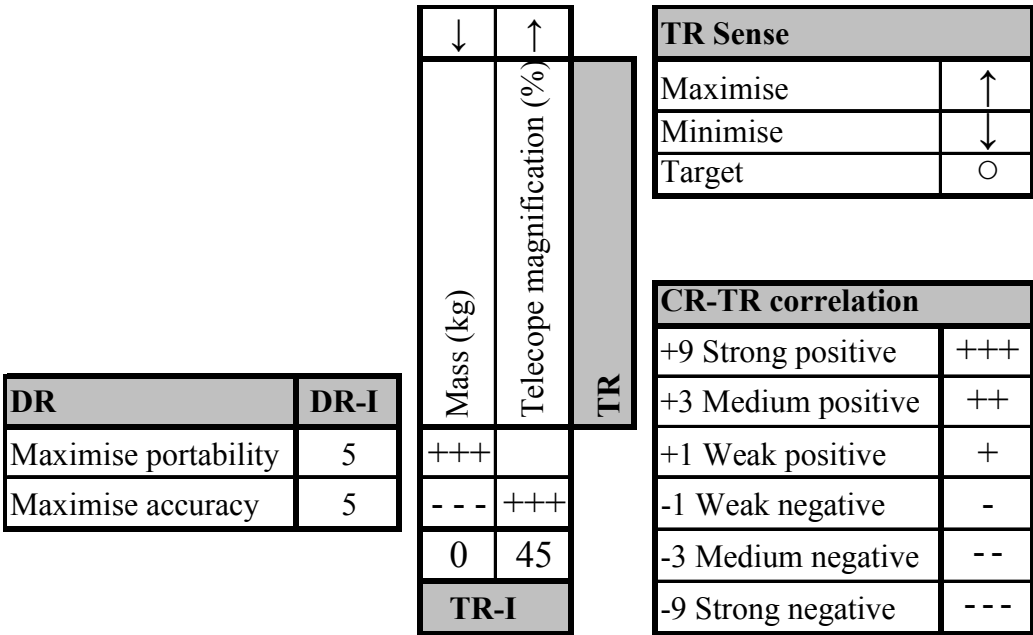 ↓ ↑
Mass (kg)
Telecope magnification (%)
TR
DR DR-I
Maximise portability 5 +++
Maximise accuracy 5 - - - +++
0 45
TR-I
TR Sense
Maximise ↑
Minimise ↓
Target ○
CR-TR correlation
+9 Strong positive +++
+3 Medium positive ++
+1 Weak positive +
-1 Weak negative -
-3 Medium negative - -
-9 Strong negative - - -